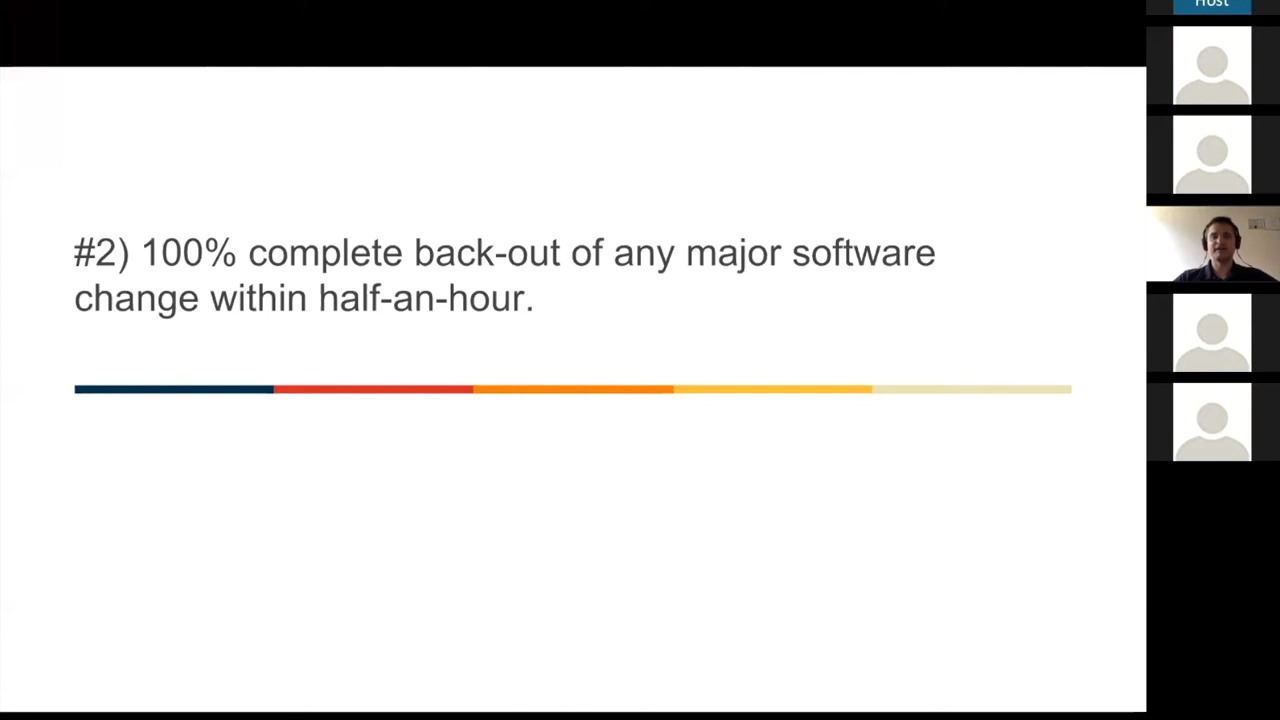 Host
#2) 100% complete back-out of any major software
change within half-an-hour.